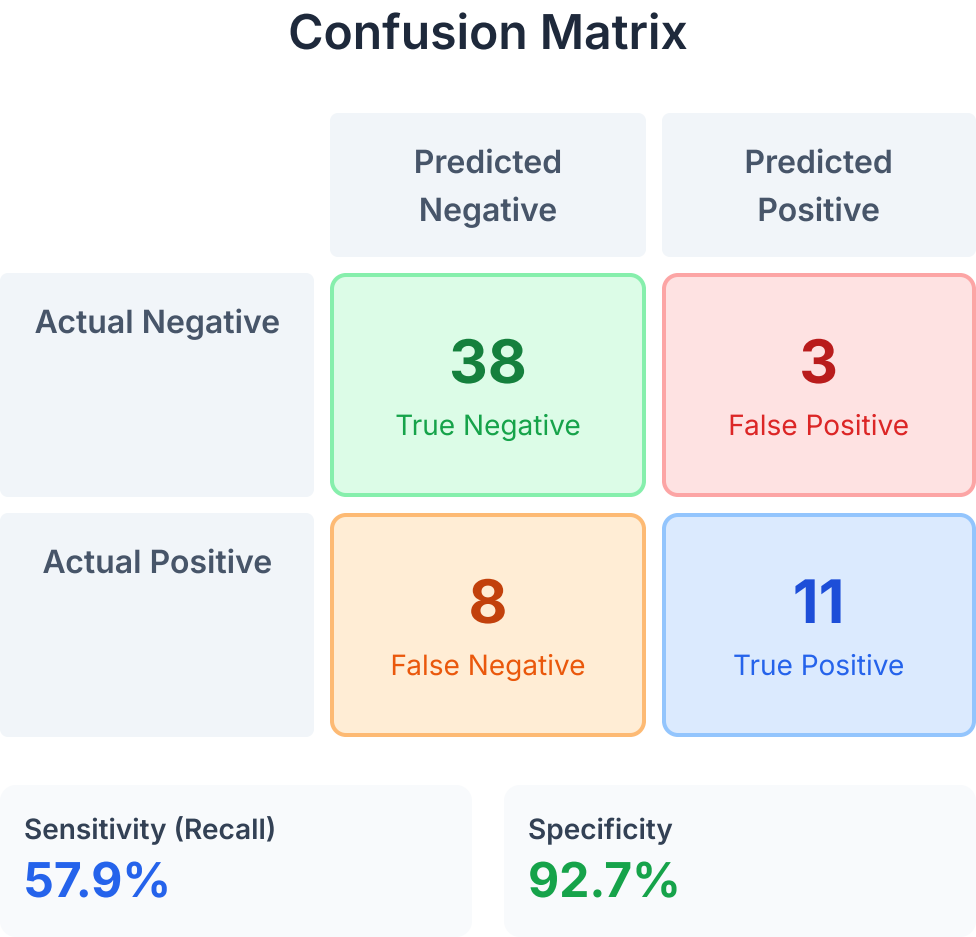 Confusion Matrix
Predicted
Negative
Predicted
Positive
Actual Negative
38
True Negative
3
False Positive
Actual Positive
8
False Negative
11
True Positive
Sensitivity (Recall)
57.9%
Specificity
92.7%